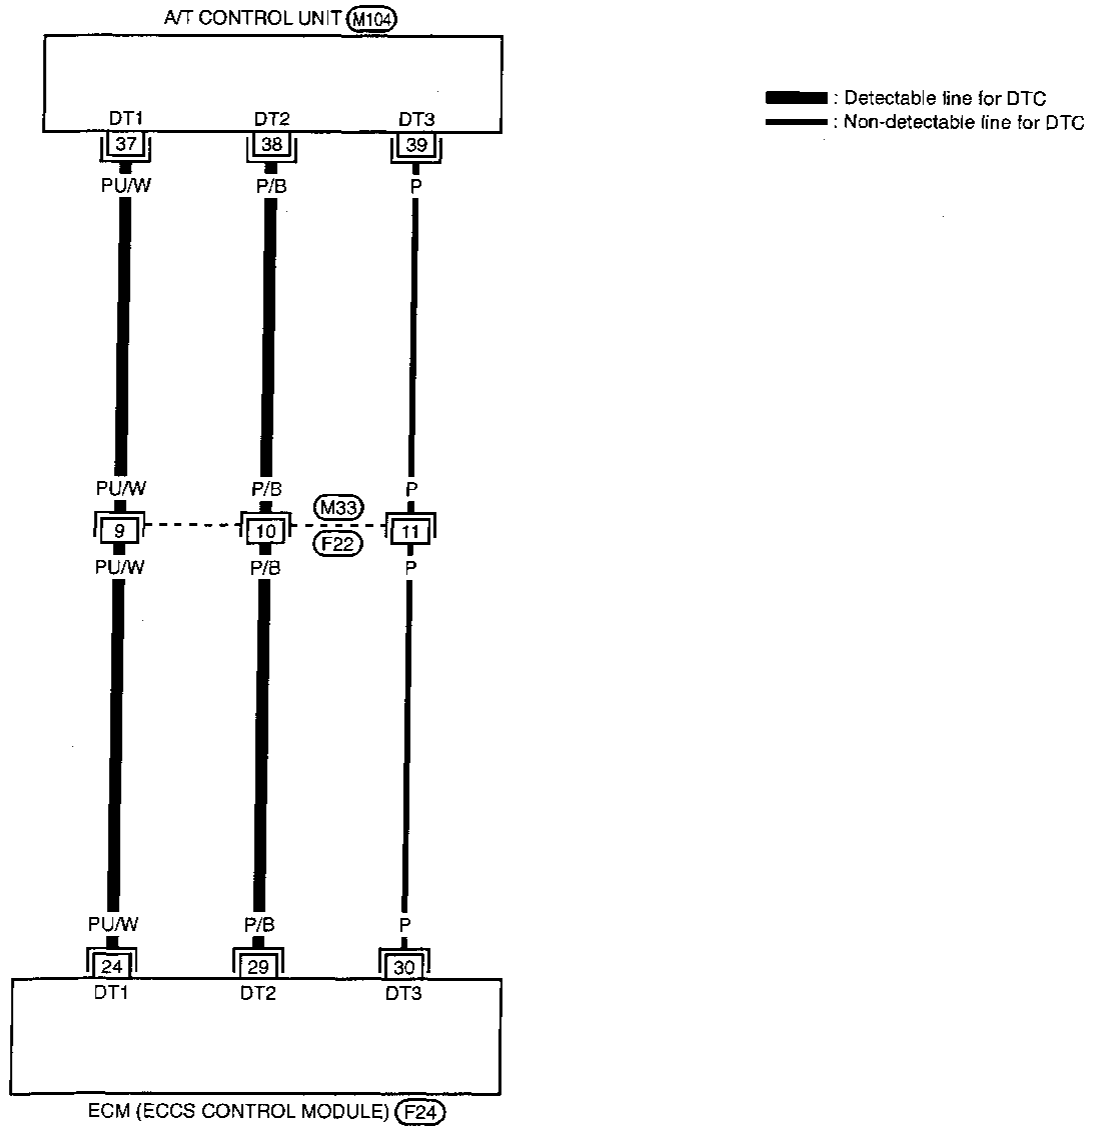 A/T CONTROL UNIT M104
: Detectable line for DTC
: Non-detectable line for DTC
DT1 DT2 DT3
37 38 39
PU/W P/B P
PU/W P/B P
M33
9 10 11
F22
PU/W P/B P
PU/W P/B P
24 29 30
DT1 DT2 DT3
ECM (ECCS CONTROL MODULE) F24